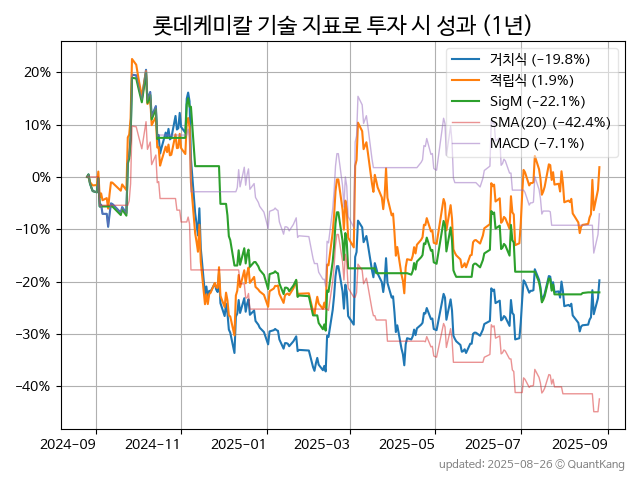 롯데케미칼 기술 지표로 투자 시 성과 (1년)
거치식 (−19.8%)
적립식 (1.9%)
SigM (−22.1%)
SMA(20) (−42.4%)
MACD (−7.1%)
20%
10%
0%
−10%
−20%
−30%
−40%
2024-09 2024-11 2025-01 2025-03 2025-05 2025-07 2025-09
updated: 2025-08-26 © QuantKang